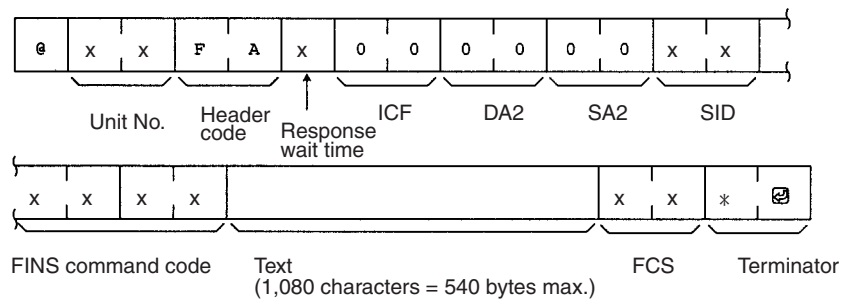 @ x x F A x 0 0 0 0 0 0 x x
Unit No. Header code Response wait time ICF DA2 SA2 SID
x x x x x x * ↵
FINS command code Text FCS Terminator
(1,080 characters = 540 bytes max.)